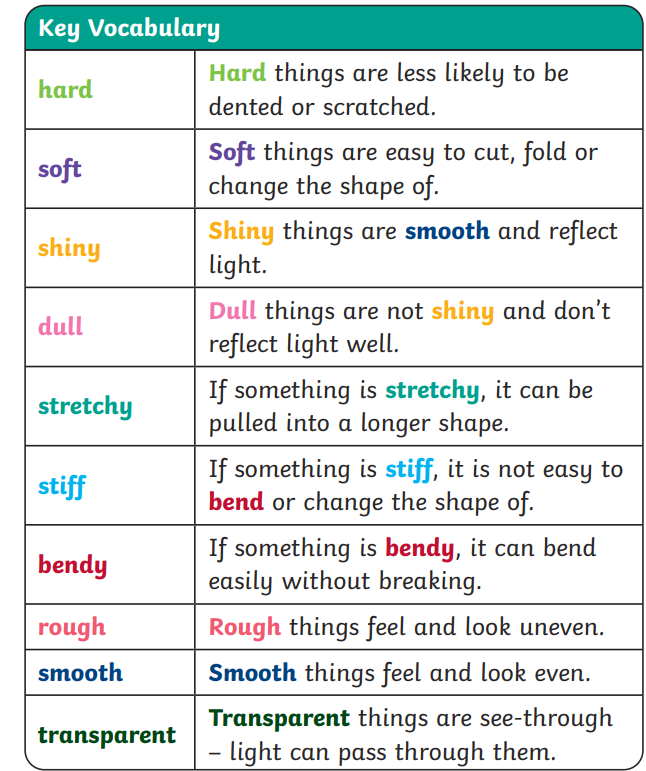 Key Vocabulary
hard
Hard things are less likely to be
dented or scratched.
soft
Soft things are easy to cut, fold or
change the shape of.
shiny
Shiny things are smooth and reflect
light.
dull
Dull things are not shiny and don't
reflect light well.
stretchy
If something is stretchy, it can be
pulled into a longer shape.
stiff
If something is stiff, it is not easy to
bend or change the shape of.
bendy
If something is bendy, it can bend
easily without breaking.
rough
Rough things feel and look uneven.
smooth
Smooth things feel and look even.
transparent
Transparent things are see-through
– light can pass through them.